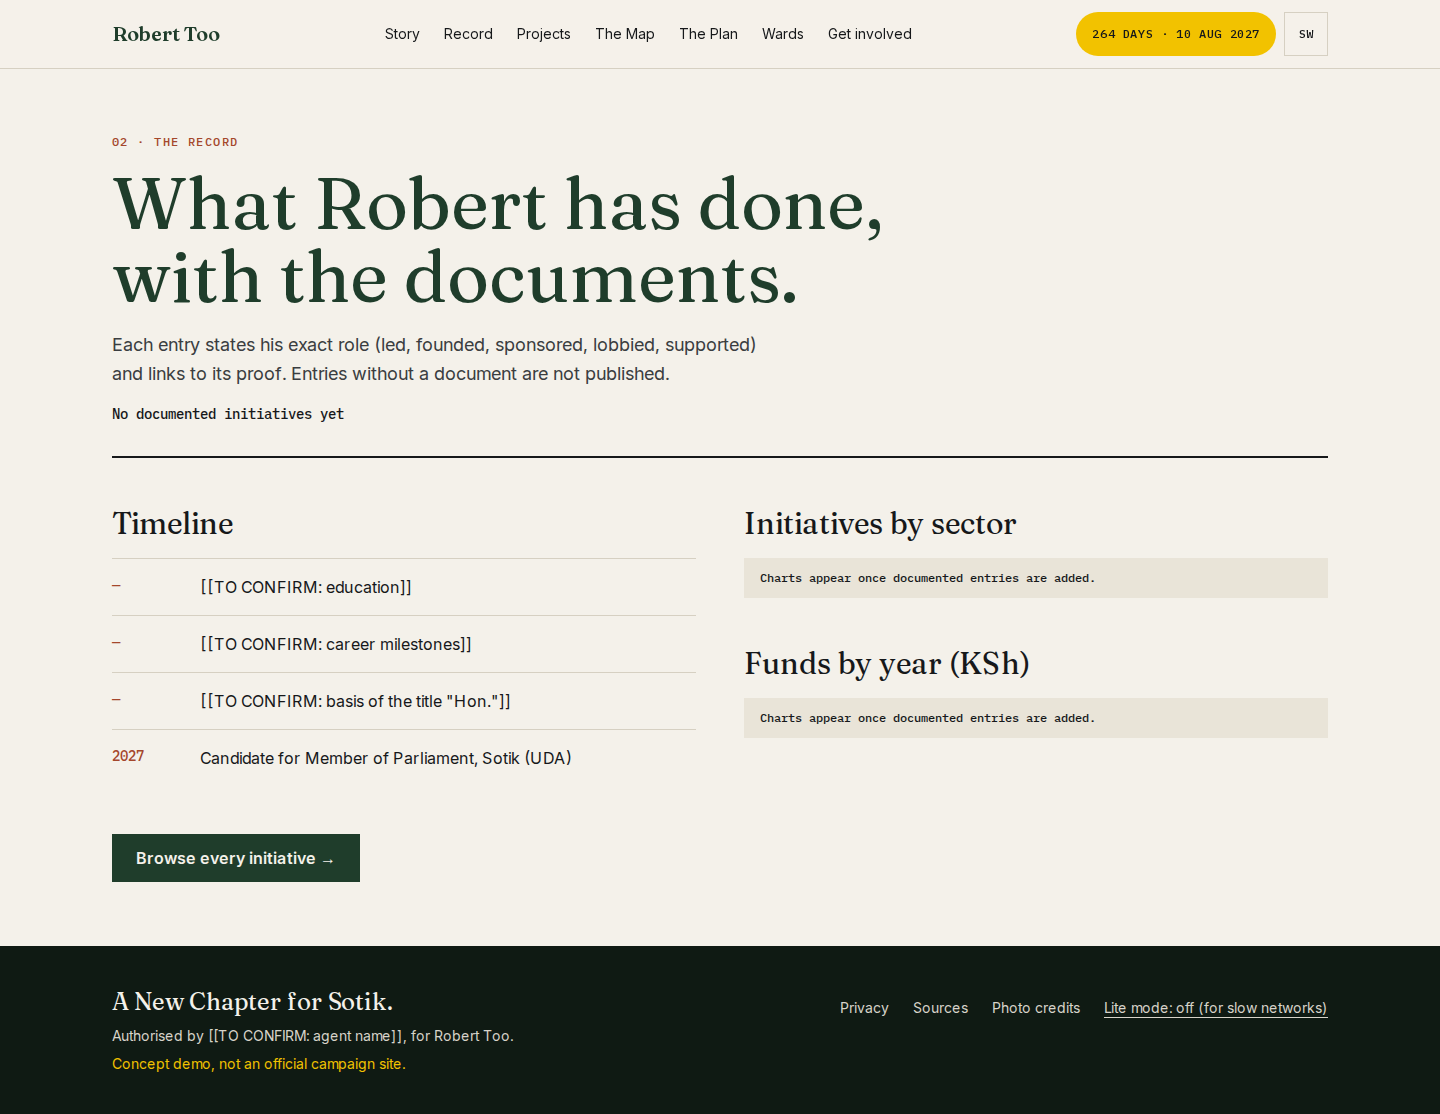 Robert Too
Story Record Projects The Map The Plan Wards Get involved
264 DAYS · 10 AUG 2027
SW
02 · THE RECORD
What Robert has done,
with the documents.
Each entry states his exact role (led, founded, sponsored, lobbied, supported)
and links to its proof. Entries without a document are not published.
No documented initiatives yet
Timeline
— [[TO CONFIRM: education]]
— [[TO CONFIRM: career milestones]]
— [[TO CONFIRM: basis of the title "Hon."]]
2027 Candidate for Member of Parliament, Sotik (UDA)
Initiatives by sector
Charts appear once documented entries are added.
Funds by year (KSh)
Charts appear once documented entries are added.
Browse every initiative →
A New Chapter for Sotik.
Authorised by [[TO CONFIRM: agent name]], for Robert Too.
Concept demo, not an official campaign site.
Privacy Sources Photo credits Lite mode: off (for slow networks)